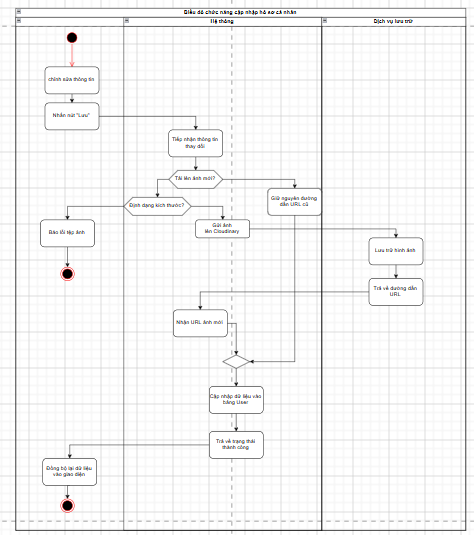 Biểu đồ chức năng cập nhập hồ sơ cá nhân
Hệ thống
Dịch vụ lưu trữ
chỉnh sửa thông tin
Nhấn nút "Lưu"
Tiếp nhận thông tin
thay đổi
Tải lên ảnh mới?
Định dạng kích thước?
Giữ nguyên đường
dẫn URL cũ
Báo lỗi tệp ảnh
Gửi ảnh
lên Cloudinary
Lưu trữ hình ảnh
Trả về đường dẫn
URL
Nhận URL ảnh mới
Cập nhập dữ liệu vào
bảng User
Trả về trạng thái
thành công
Đồng bộ lại dữ liệu
vào giao diện